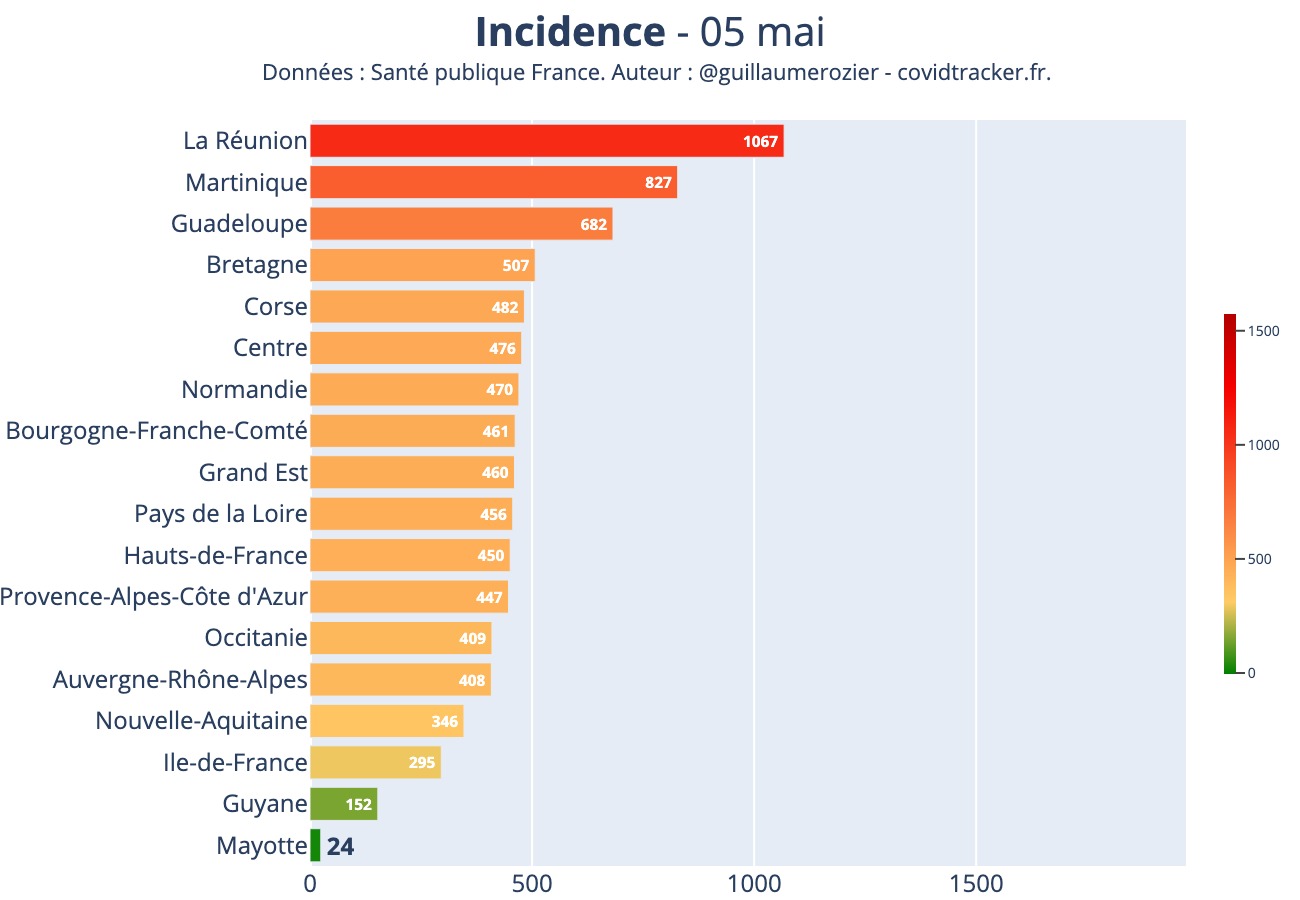 Incidence - 05 mai
Données : Santé publique France. Auteur : @guillaumerozier - covidtracker.fr.
La Réunion 1067
Martinique 827
Guadeloupe 682
Bretagne 507
Corse 482
Centre 476
Normandie 470
Bourgogne-Franche-Comté 461
Grand Est 460
Pays de la Loire 456
Hauts-de-France 450
Provence-Alpes-Côte d'Azur 447
Occitanie 409
Auvergne-Rhône-Alpes 408
Nouvelle-Aquitaine 346
Ile-de-France 295
Guyane 152
Mayotte 24
0 500 1000 1500
1500
1000
500
0